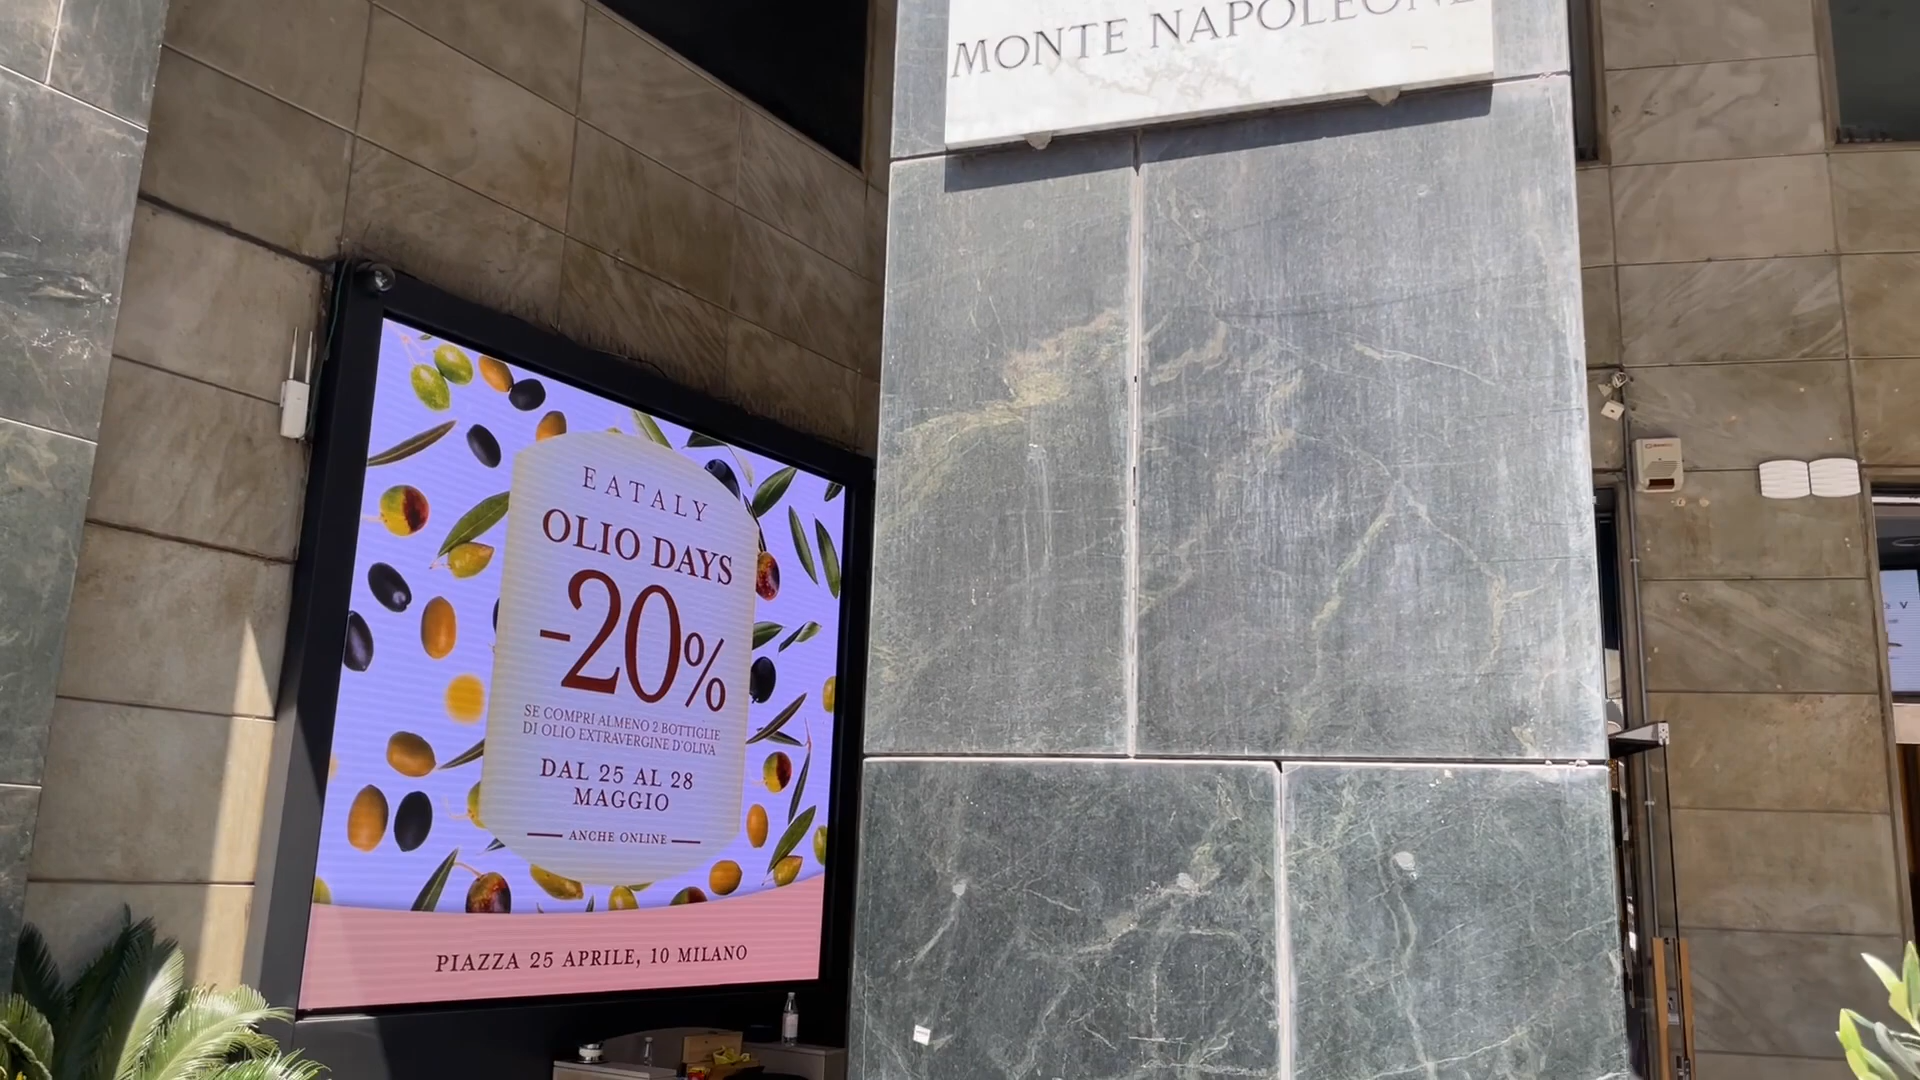 MONTE NAPOLEONE
EATALY
OLIO DAYS
-20%
SE COMPRI ALMENO 2 BOTTIGLIE
DI OLIO EXTRAVERGINE D'OLIVA
DAL 25 AL 28
MAGGIO
ANCHE ONLINE
PIAZZA 25 APRILE, 10 MILANO